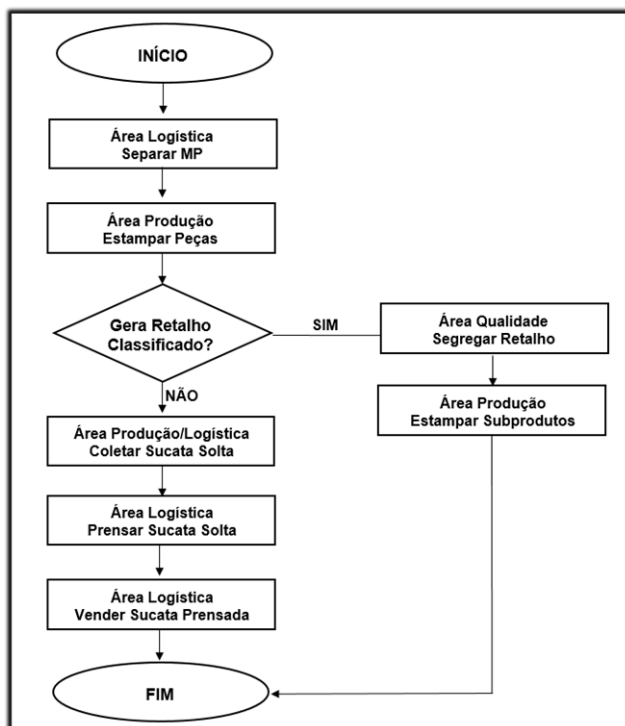 INÍCIO
Área Logística
Separar MP
Área Produção
Estampar Peças
Gera Retalho
Classificado?
SIM
Área Qualidade
Segregar Retalho
Área Produção
Estampar Subprodutos
NÃO
Área Produção/Logística
Coletar Sucata Solta
Área Logística
Prensar Sucata Solta
Área Logística
Vender Sucata Prensada
FIM